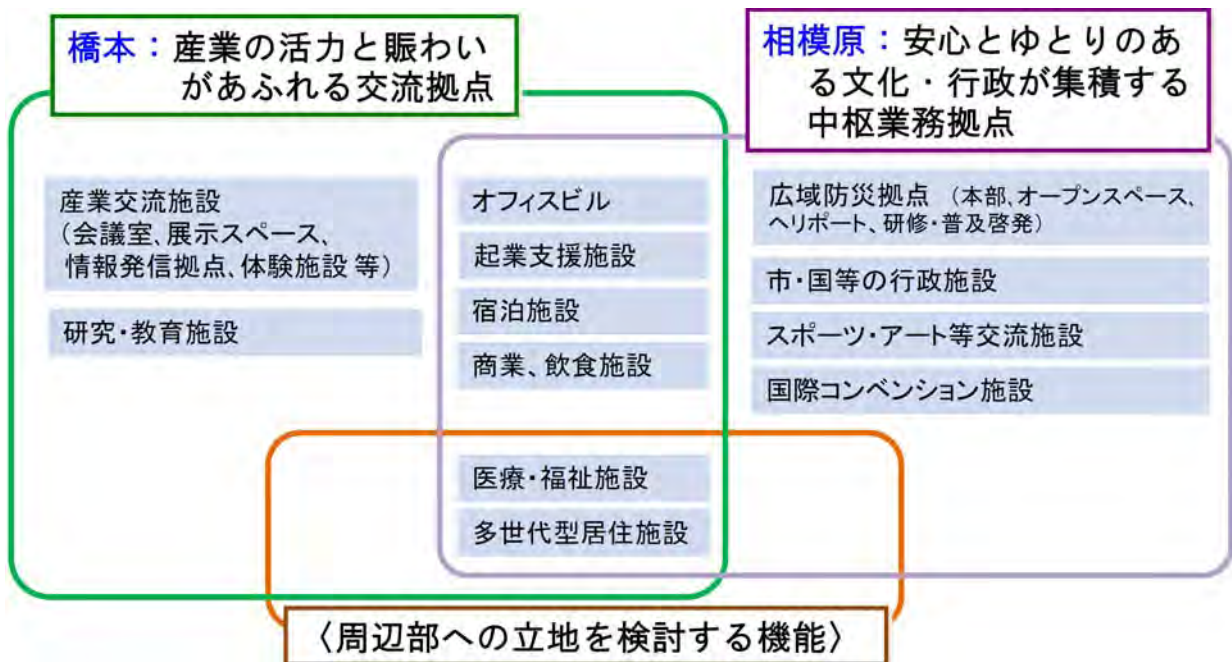 橋本：産業の活力と賑わい
があふれる交流拠点
相模原：安心とゆとりのあ
る文化・行政が集積する
中枢業務拠点
産業交流施設
（会議室、展示スペース、
情報発信拠点、体験施設 等）
研究・教育施設
オフィスビル
起業支援施設
宿泊施設
商業、飲食施設
医療・福祉施設
多世代型居住施設
広域防災拠点 （本部、オープンスペース、
ヘリポート、研修・普及啓発）
市・国等の行政施設
スポーツ・アート等交流施設
国際コンベンション施設
〈周辺部への立地を検討する機能〉